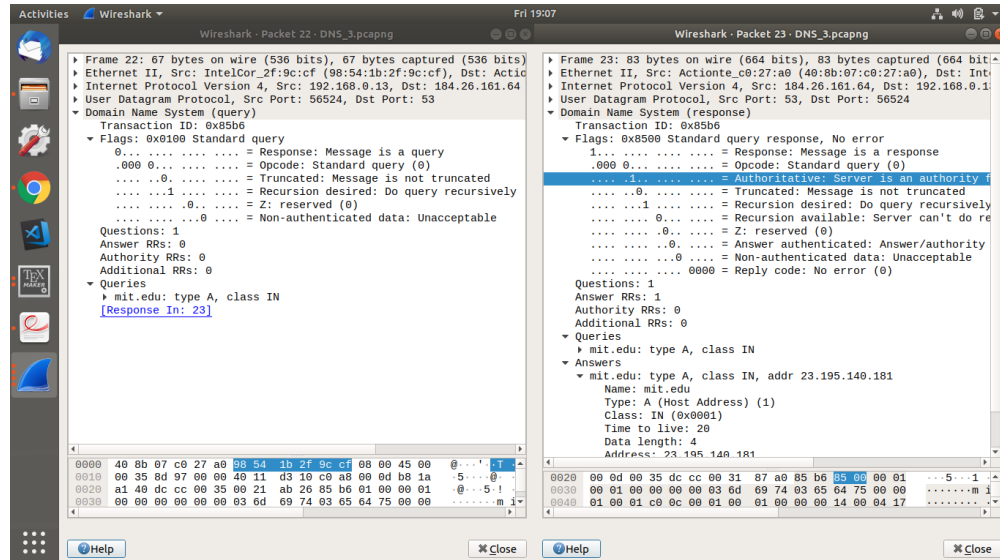 Activities Wireshark Fri 19:07
Wireshark · Packet 22 · DNS_3.pcapng
Frame 22: 67 bytes on wire (536 bits), 67 bytes captured (536 bits)
Ethernet II, Src: IntelCor_2f:9c:cf (98:54:1b:2f:9c:cf), Dst: Actio
Internet Protocol Version 4, Src: 192.168.0.13, Dst: 184.26.161.64
User Datagram Protocol, Src Port: 56524, Dst Port: 53
Domain Name System (query)
Transaction ID: 0x85b6
Flags: 0x0100 Standard query
0... .... .... .... = Response: Message is a query
.000 0... .... .... = Opcode: Standard query (0)
.... ..0. .... .... = Truncated: Message is not truncated
.... ...1 .... .... = Recursion desired: Do query recursively
.... .... .0.. .... = Z: reserved (0)
.... .... ...0 .... = Non-authenticated data: Unacceptable
Questions: 1
Answer RRs: 0
Authority RRs: 0
Additional RRs: 0
Queries
mit.edu: type A, class IN
[Response In: 23]
0000 40 8b 07 c0 27 a0 98 54 1b 2f 9c cf 08 00 45 00 @···'··T
0010 00 35 8d 97 00 00 40 11 d3 10 c0 a8 00 0d b8 1a ·5····@·
0020 a1 40 dc cc 00 35 00 21 ab 26 85 b6 01 00 00 01 ·@···5·!
0030 00 00 00 00 00 00 03 6d 69 74 03 65 64 75 00 00 ·······m i
Help
Close
Wireshark · Packet 23 · DNS_3.pcapng
Frame 23: 83 bytes on wire (664 bits), 83 bytes captured (664 bit
Ethernet II, Src: Actionte_c0:27:a0 (40:8b:07:c0:27:a0), Dst: Int
Internet Protocol Version 4, Src: 184.26.161.64, Dst: 192.168.0.1
User Datagram Protocol, Src Port: 53, Dst Port: 56524
Domain Name System (response)
Transaction ID: 0x85b6
Flags: 0x8500 Standard query response, No error
1... .... .... .... = Response: Message is a response
.000 0... .... .... = Opcode: Standard query (0)
.... .1.. .... .... = Authoritative: Server is an authority f
.... ..0. .... .... = Truncated: Message is not truncated
.... ...1 .... .... = Recursion desired: Do query recursively
.... .... 0... .... = Recursion available: Server can't do re
.... .... .0.. .... = Z: reserved (0)
.... .... ..0. .... = Answer authenticated: Answer/authority
.... .... ...0 .... = Non-authenticated data: Unacceptable
.... .... .... 0000 = Reply code: No error (0)
Questions: 1
Answer RRs: 1
Authority RRs: 0
Additional RRs: 0
Queries
mit.edu: type A, class IN
Answers
mit.edu: type A, class IN, addr 23.195.140.181
Name: mit.edu
Type: A (Host Address) (1)
Class: IN (0x0001)
Time to live: 20
Data length: 4
Address: 23.195.140.181
0020 00 0d 00 35 dc cc 00 31 87 a0 85 b6 85 00 00 01 ···5···1
0030 00 01 00 00 00 00 03 6d 69 74 03 65 64 75 00 00 ·······m i
0040 01 00 01 c0 0c 00 01 00 01 00 00 00 14 00 04 17 ········
Help
Close
TEX
MAKER